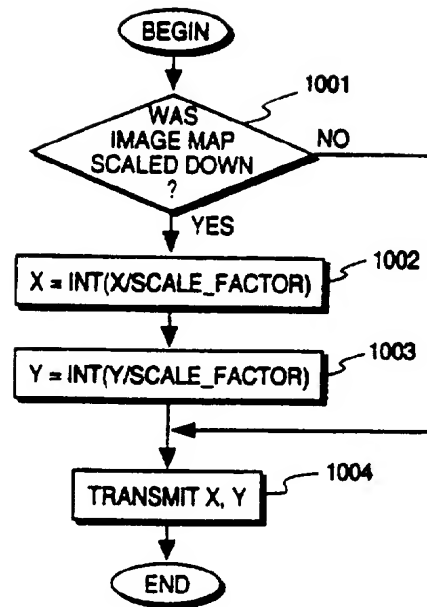 BEGIN
1001
WAS
IMAGE MAP
SCALED DOWN
?
NO
YES
1002
X = INT(X/SCALE_FACTOR)
1003
Y = INT(Y/SCALE_FACTOR)
1004
TRANSMIT X, Y
END